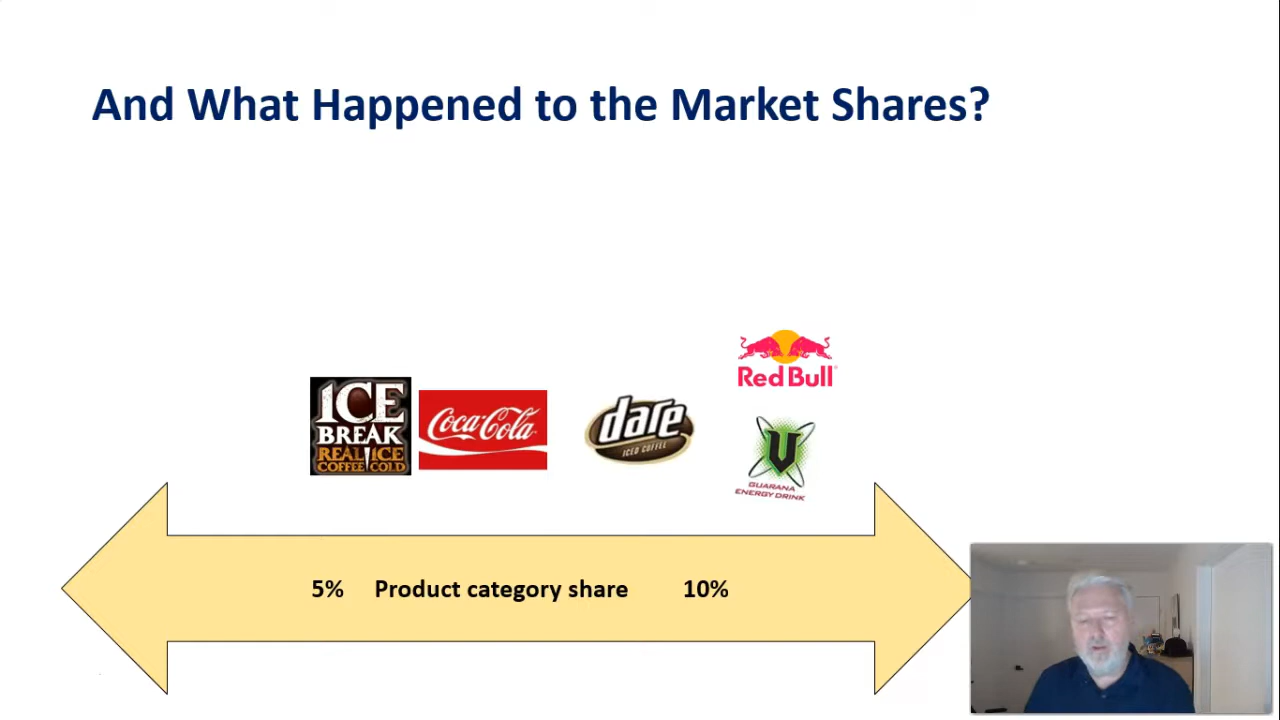 And What Happened to the Market Shares?
Red Bull
ICE
BREAK
REAL ICE
COFFEE COLD
Coca-Cola
dare
ICED COFFEE
V
GUARANA
ENERGY DRINK
5% Product category share 10%